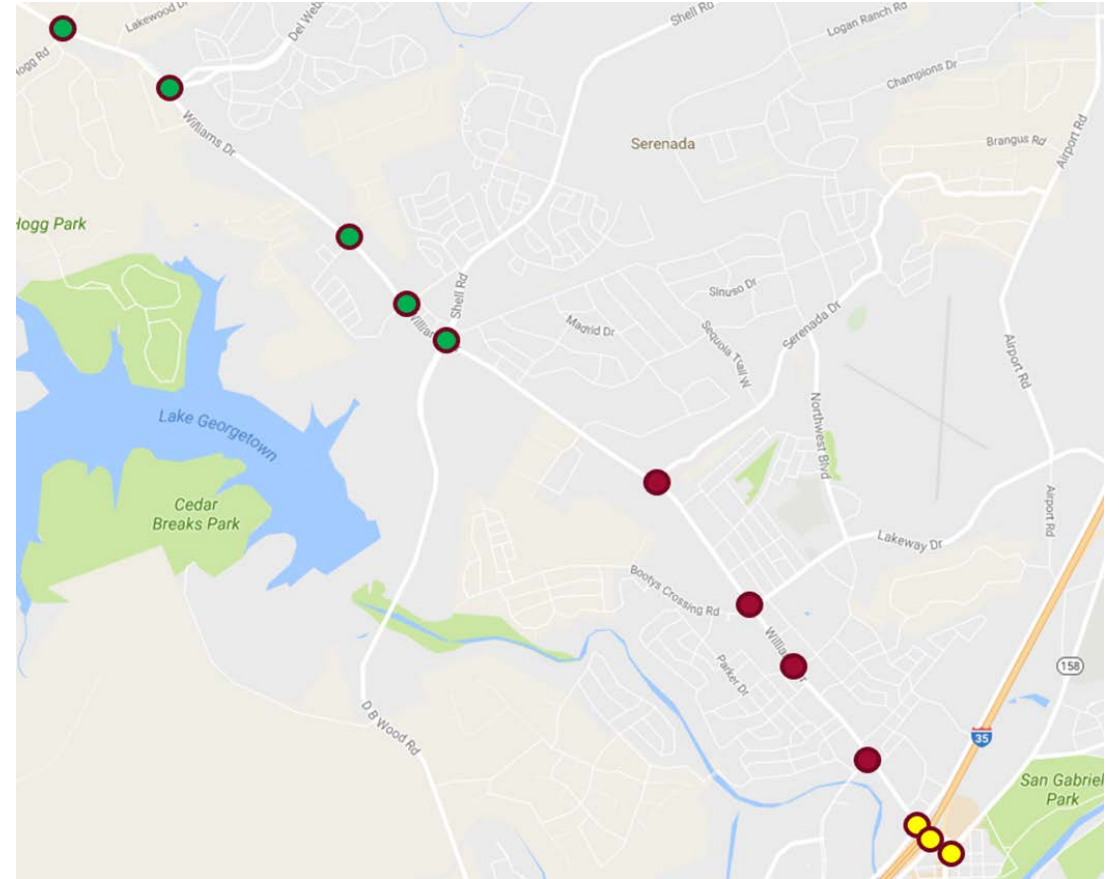 Lakewood Dr
Hogg Rd
Del Web
Shell Rd
Logan Ranch Rd
Champions Dr
Airport Rd
Brangus Rd
Serenada
Williams Dr
Hogg Park
Shell Rd
Sinuso Dr
Madrid Dr
Serenada Dr
Sequoia Trail W
Airport Rd
Northwest Blvd
Lake Georgetown
Cedar
Breaks Park
Airport Rd
Lakeway Dr
Bootys Crossing Rd
Parker Dr
158
D B Wood Rd
35
San Gabriel
Park